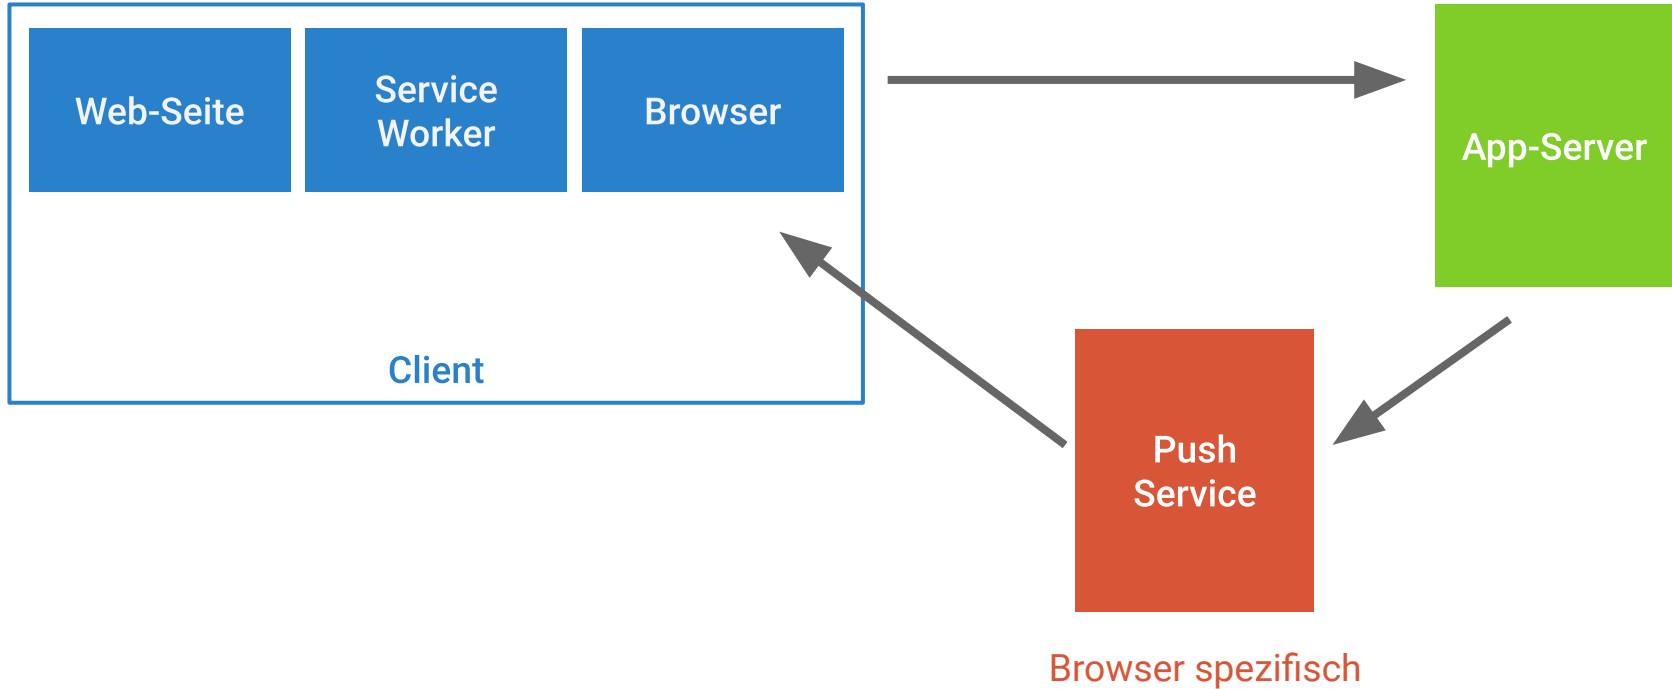 Web-Seite
Service
Worker
Browser
App-Server
Client
Push
Service
Browser spezifisch